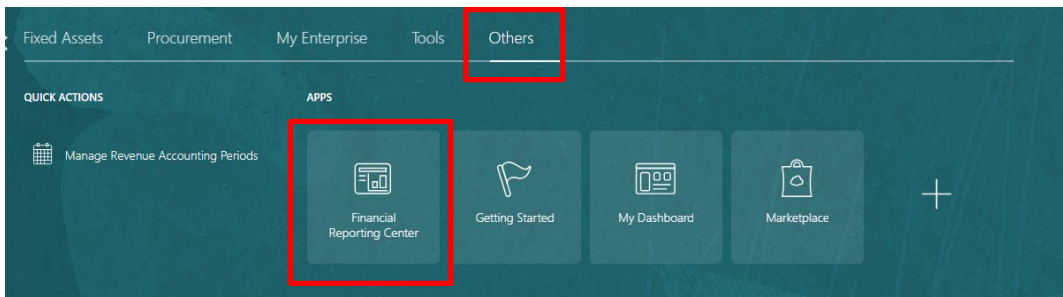 Fixed Assets Procurement My Enterprise Tools Others
QUICK ACTIONS
APPS
Manage Revenue Accounting Periods
Financial
Reporting Center
Getting Started
My Dashboard
Marketplace